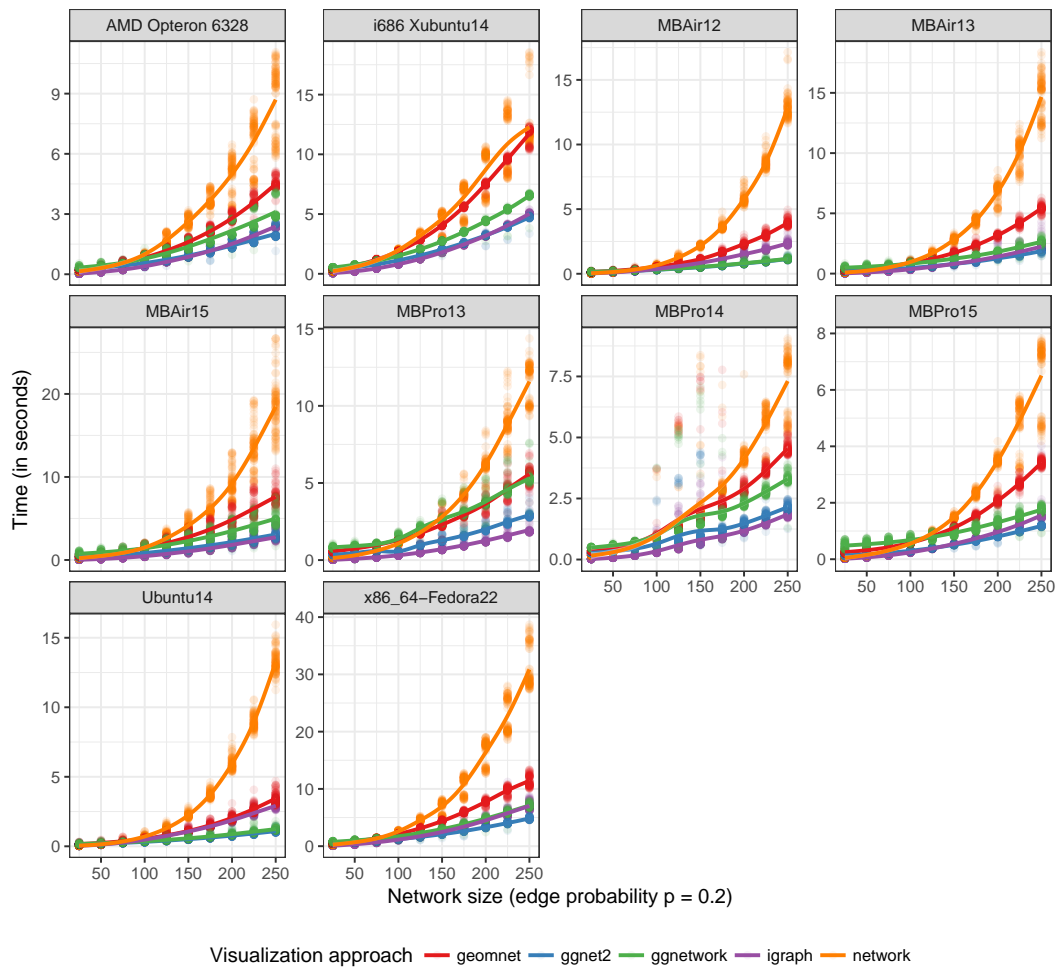 AMD Opteron 6328
i686 Xubuntu14
MBAir12
MBAir13
9
6
3
0
15
10
5
0
15
10
5
0
15
10
5
0
MBAir15
MBPro13
MBPro14
MBPro15
20
10
0
15
10
5
0
7.5
5.0
2.5
0.0
8
6
4
2
0
50 100 150 200 250
50 100 150 200 250
Ubuntu14
x86_64−Fedora22
15
10
5
0
40
30
20
10
0
50 100 150 200 250
50 100 150 200 250
Time (in seconds)
Network size (edge probability p = 0.2)
Visualization approach geomnet ggnet2 ggnetwork igraph network